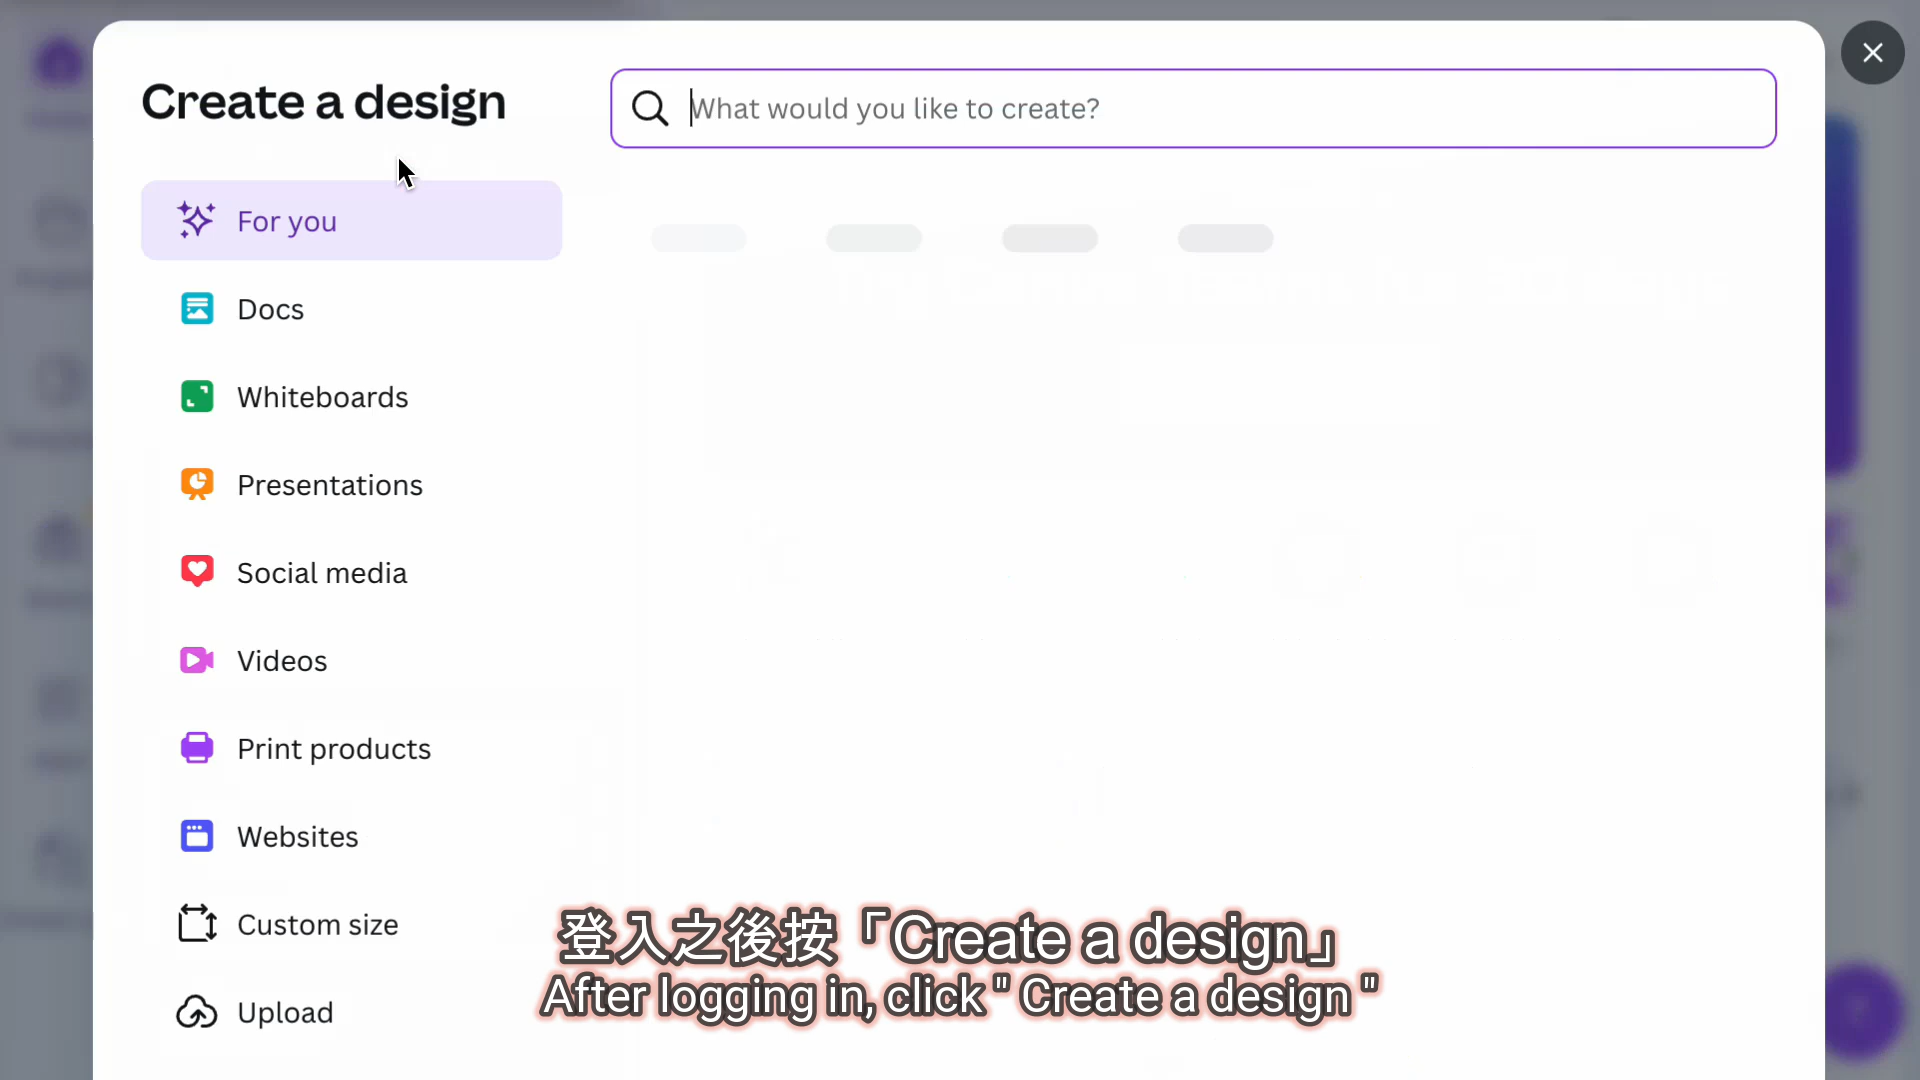 Create a design
What would you like to create?
For you
Docs
Whiteboards
Presentations
Social media
Videos
Print products
Websites
Custom size
Upload
登入之後按「Create a design」
After logging in, click " Create a design "